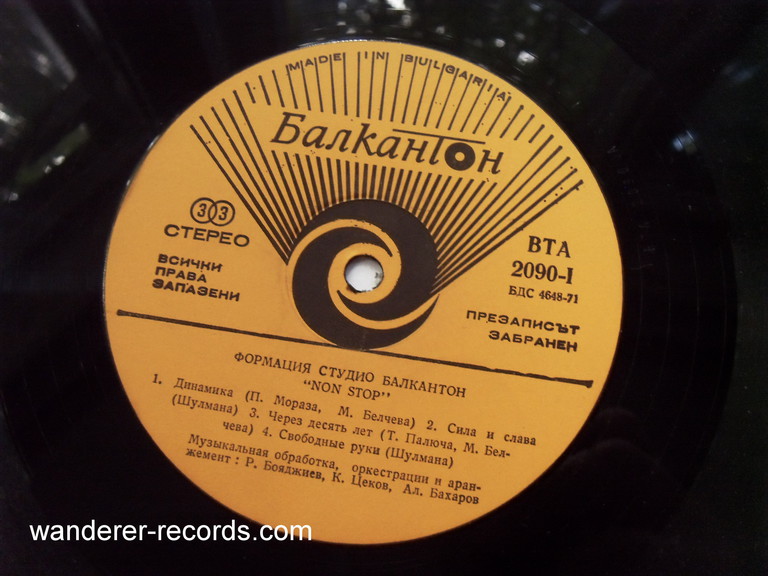 MADE IN BULGARIA
Балкантон
33
СТЕРЕО
ВСИЧКИ
ПРАВА
ЗАПАЗЕНИ
ВТА
2090-I
БДС 4648-71
ПРЕЗАПИСЪТ
ЗАБРАНЕН
ФОРМАЦИЯ СТУДИО БАЛКАНТОН
"NON STOP"
1. Динамика (П. Мораза, М. Белчева) 2. Сила и слава
(Шулмана) 3. Через десять лет (Т. Палюча, М. Бел-
чева) 4. Свободные руки (Шулмана)
Музыкальная обработка, оркестрации и аран-
жемент : Р. Бояджиев, К. Цеков, Ал. Бахаров
wanderer-records.com